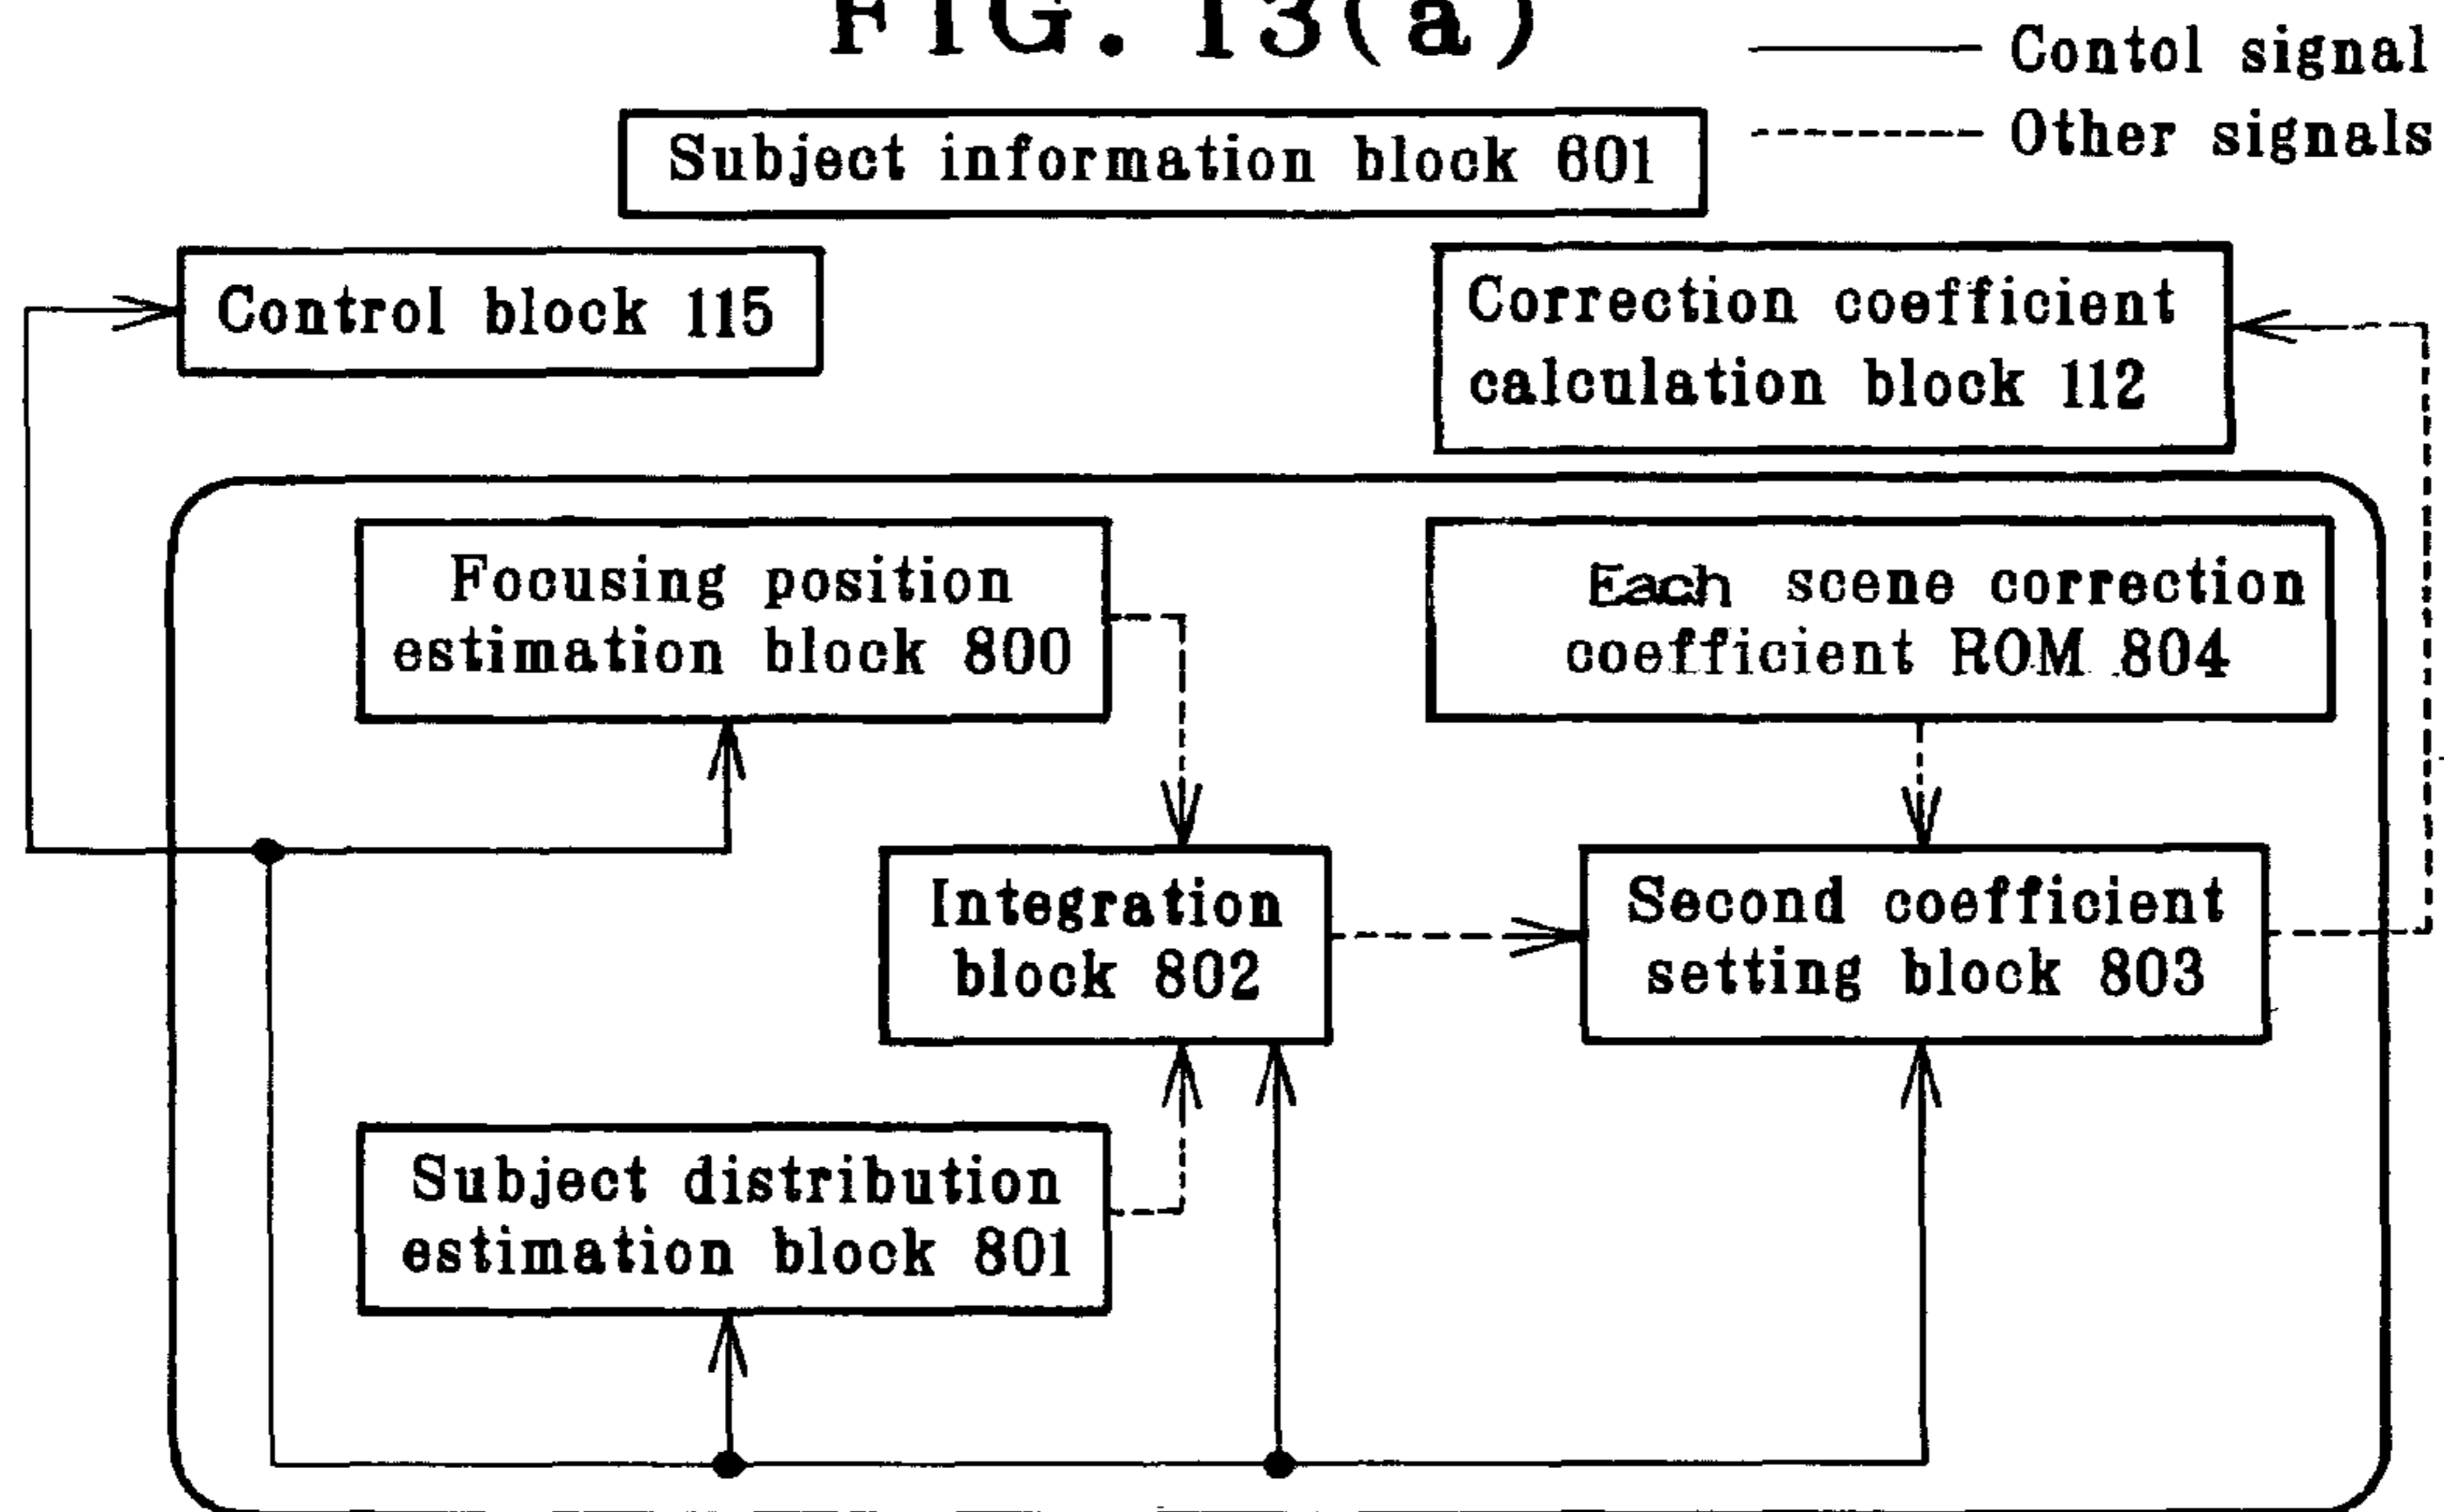 FIG. 13(a)
Contol signal
Other signals
Subject information block 601
Control block 115
Correction coefficient
calculation block 112
Focusing position
estimation block 800
Each scene correction
coefficient ROM 804
Integration
block 802
Second coefficient
setting block 803
Subject distribution
estimation block 801